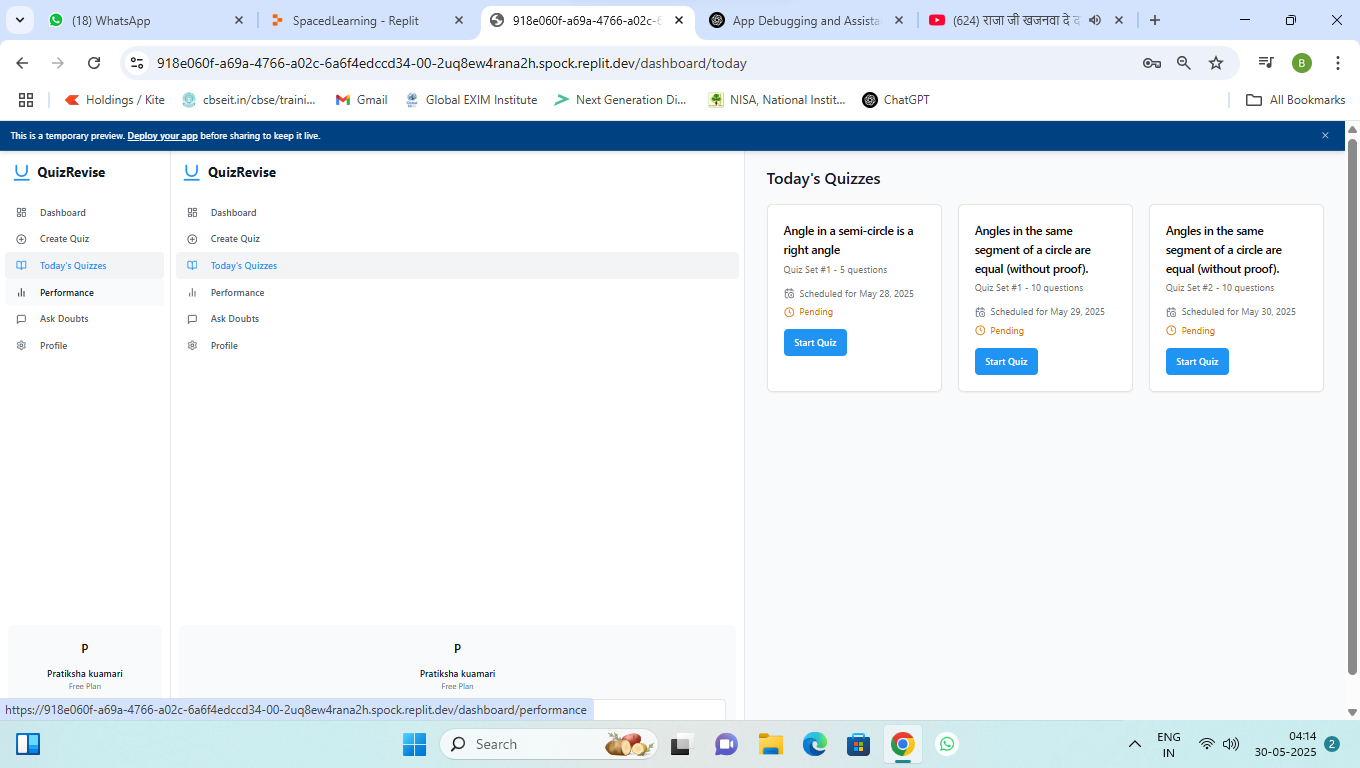 (18) WhatsApp
SpacedLearning - Replit
918e060f-a69a-4766-a02c-6
App Debugging and Assista
(624) राजा जी खजनवा दे द
918e060f-a69a-4766-a02c-6a6f4edccd34-00-2uq8ew4rana2h.spock.replit.dev/dashboard/today
B
Holdings / Kite
cbseit.in/cbse/traini...
Gmail
Global EXIM Institute
Next Generation Di...
NISA, National Instit...
ChatGPT
All Bookmarks
This is a temporary preview. Deploy your app before sharing to keep it live.
QuizRevise
Dashboard
Create Quiz
Today's Quizzes
Performance
Ask Doubts
Profile
P
Pratiksha kuamari
Free Plan
QuizRevise
Dashboard
Create Quiz
Today's Quizzes
Performance
Ask Doubts
Profile
P
Pratiksha kuamari
Free Plan
Today's Quizzes
Angle in a semi-circle is a
right angle
Quiz Set #1 - 5 questions
Scheduled for May 28, 2025
Pending
Start Quiz
Angles in the same
segment of a circle are
equal (without proof).
Quiz Set #1 - 10 questions
Scheduled for May 29, 2025
Pending
Start Quiz
Angles in the same
segment of a circle are
equal (without proof).
Quiz Set #2 - 10 questions
Scheduled for May 30, 2025
Pending
Start Quiz
https://918e060f-a69a-4766-a02c-6a6f4edccd34-00-2uq8ew4rana2h.spock.replit.dev/dashboard/performance
Search
ENG
IN
04:14
30-05-2025
2